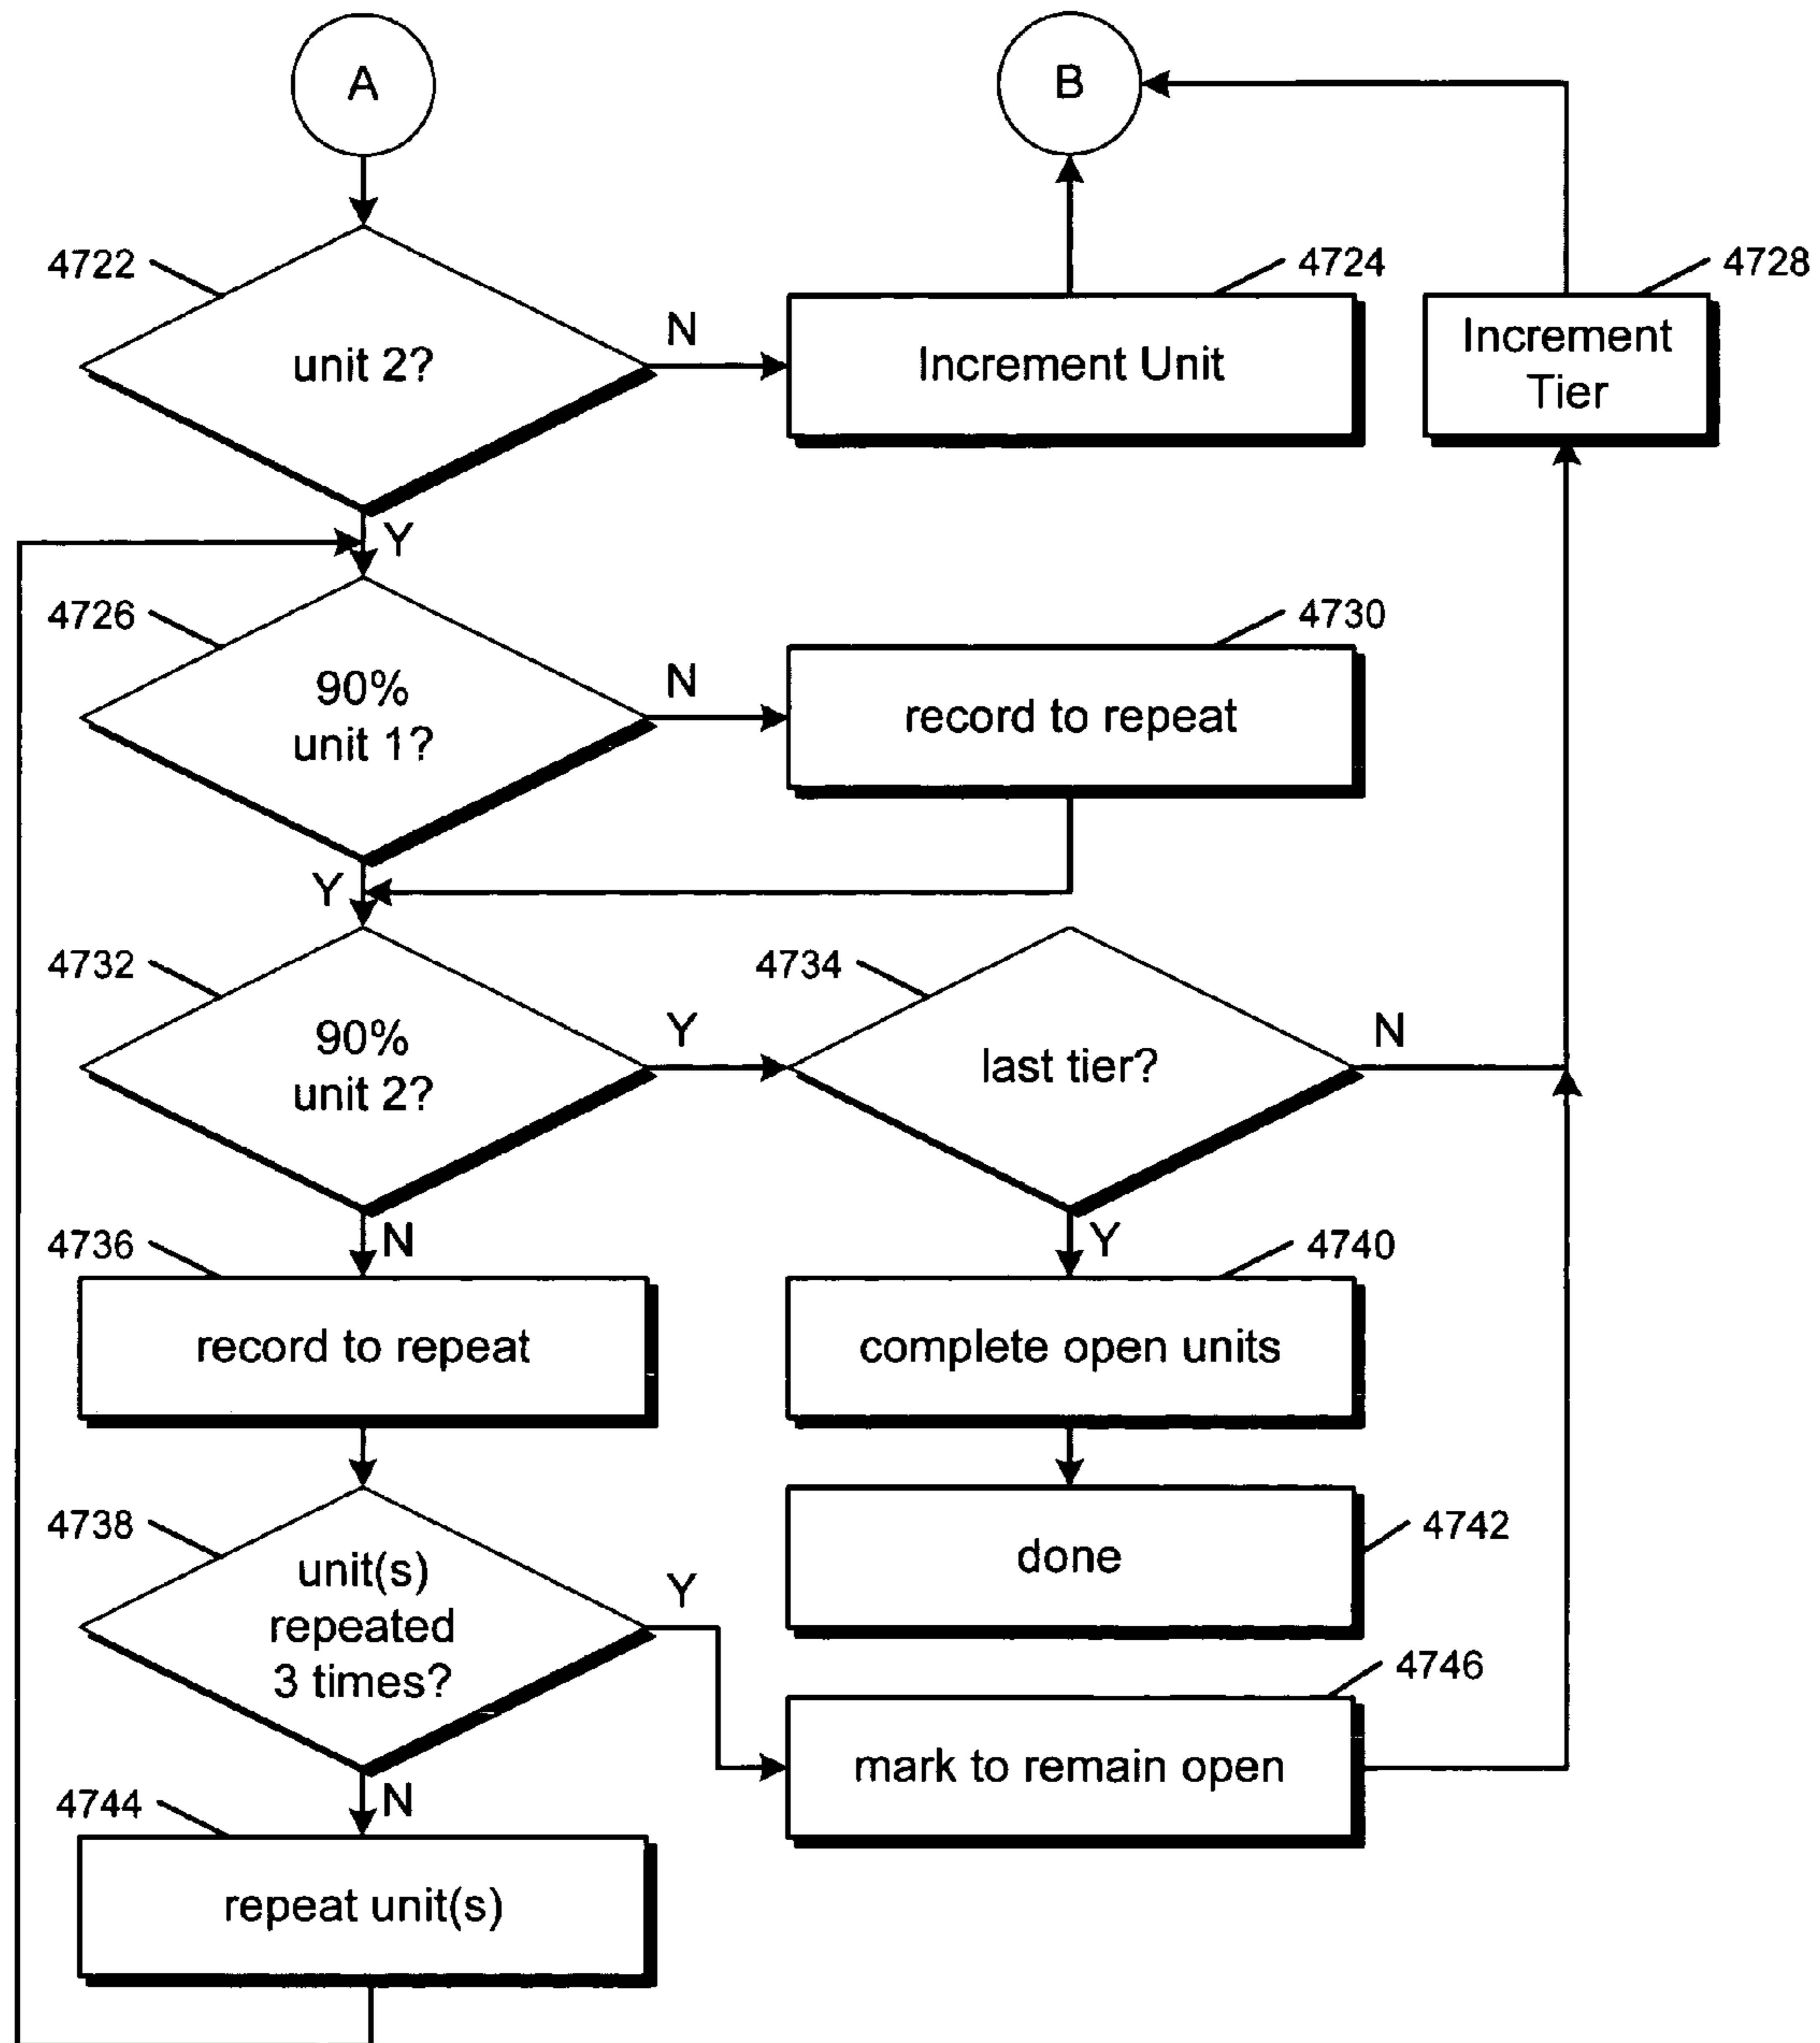 A
B
4722
unit 2?
N
4724
Increment Unit
4728
Increment
Tier
Y
4726
90%
unit 1?
N
4730
record to repeat
Y
4732
90%
unit 2?
Y
4734
last tier?
N
N
4736
record to repeat
Y
4740
complete open units
4738
unit(s)
repeated
3 times?
Y
done
4742
4746
mark to remain open
N
4744
repeat unit(s)